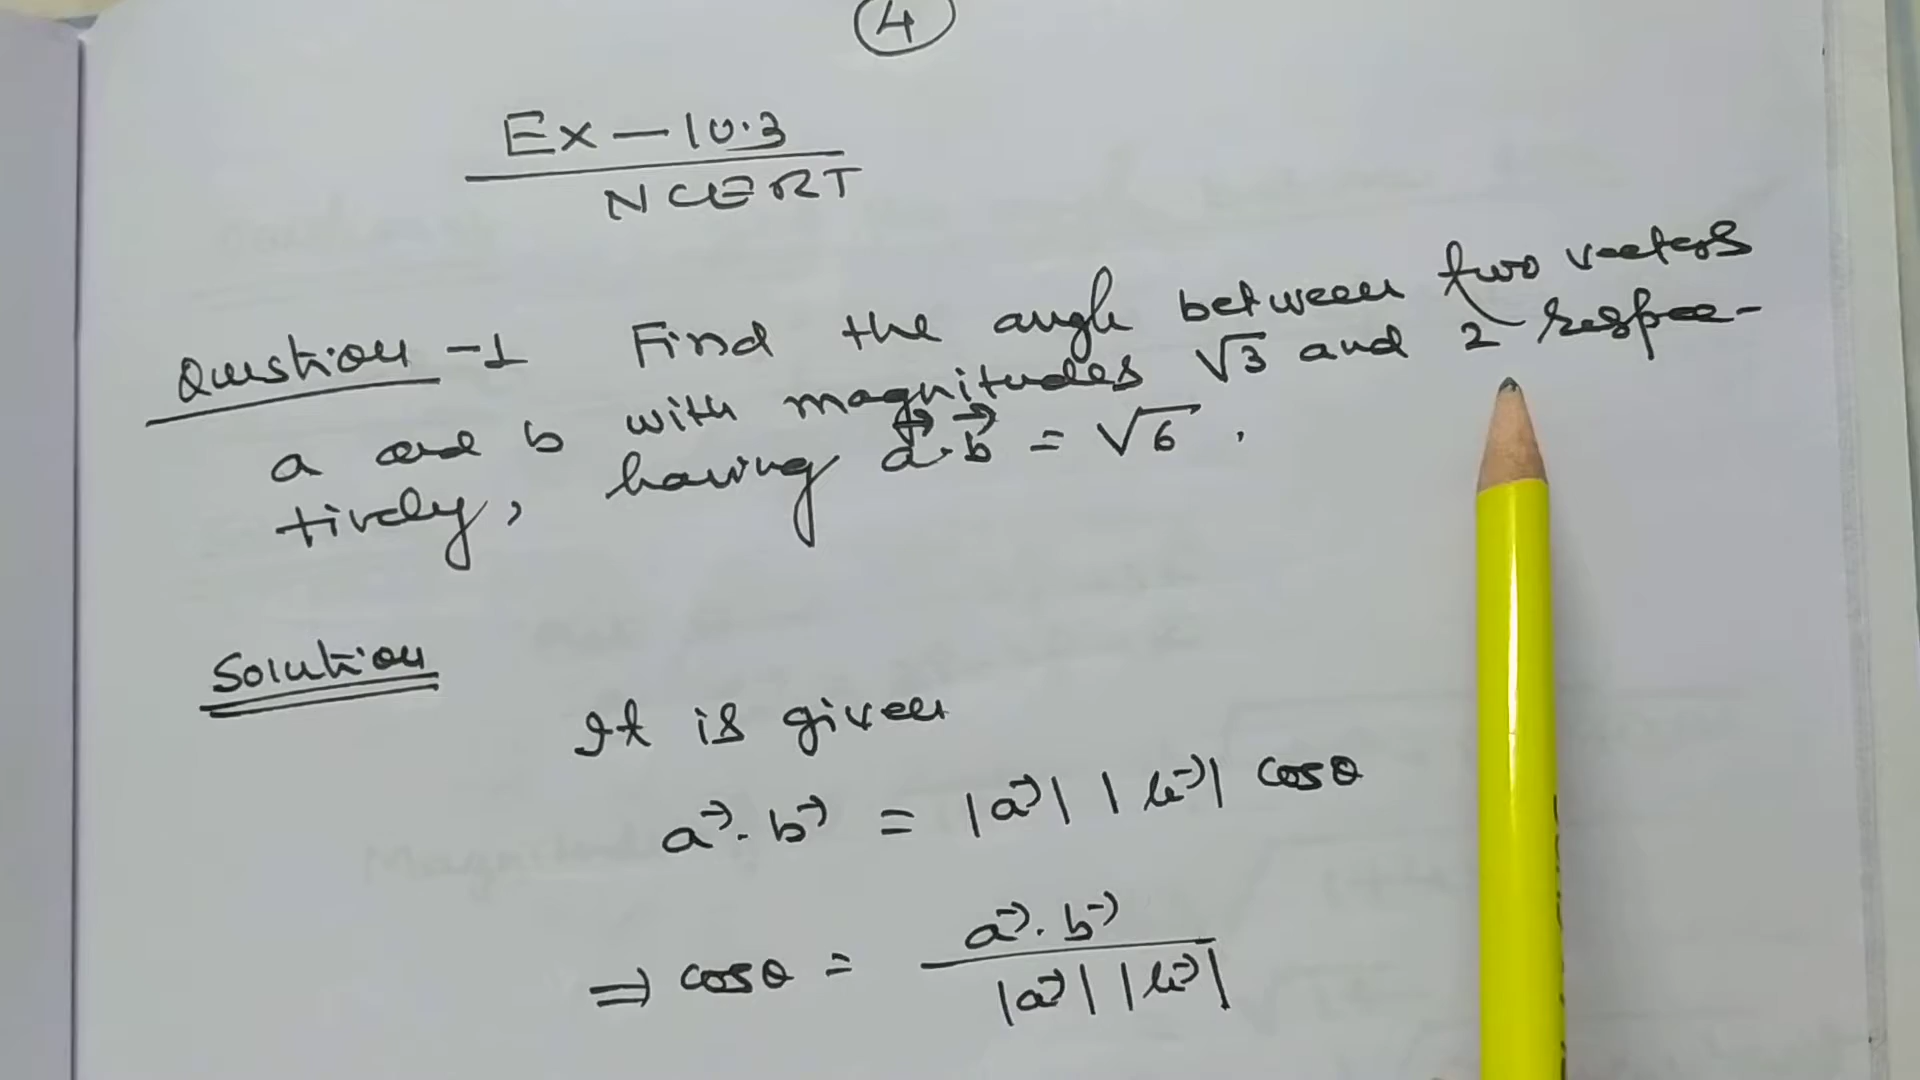 4
Ex-10.3
NCERT
Question -1 Find the angle between two vectors
a and b with magnitudes √3 and 2 respec-
tively, having a⃗.b⃗ = √6 .
Solution
It is given
a⃗. b⃗ = |a⃗| |b⃗| cosθ
⇒ cosθ = a⃗. b⃗ / |a⃗| |b⃗|